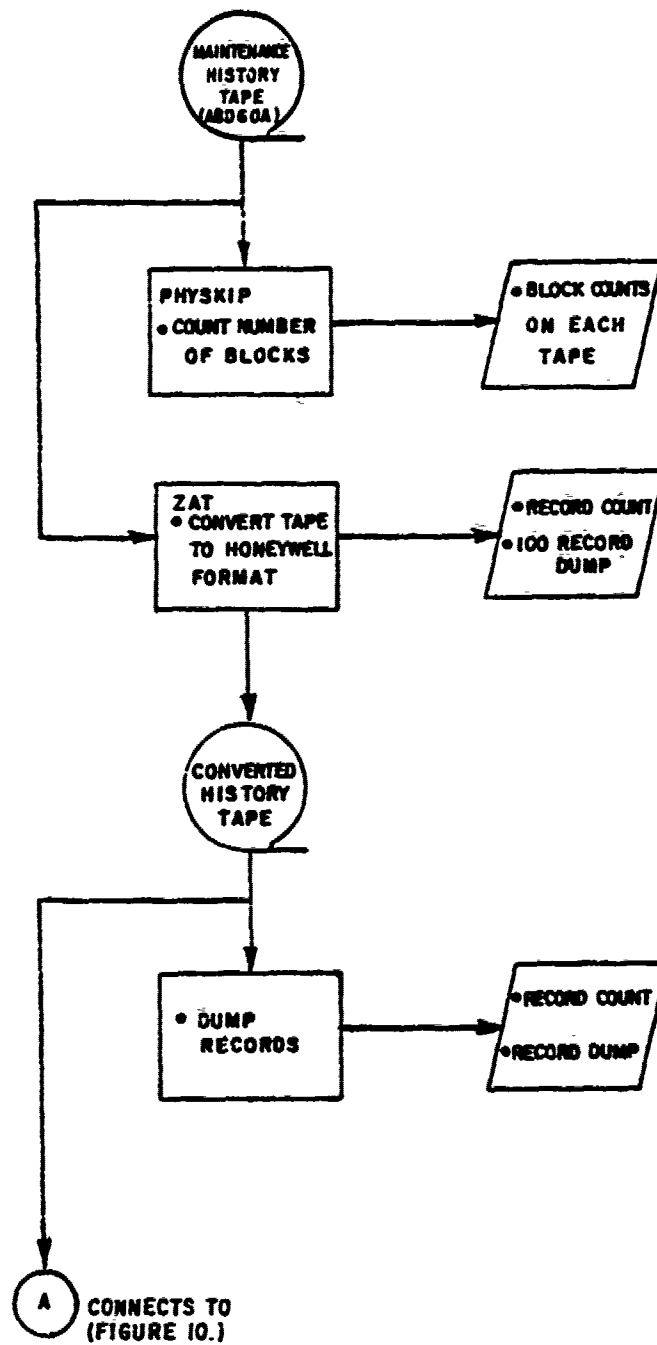 MAINTENANCE
HISTORY
TAPE
(ABD60A)
PHYSKIP
• COUNT NUMBER
OF BLOCKS
• BLOCK COUNTS
ON EACH
TAPE
ZAT
• CONVERT TAPE
TO HONEYWELL
FORMAT
• RECORD COUNT
• 100 RECORD
DUMP
CONVERTED
HISTORY
TAPE
• DUMP
RECORDS
• RECORD COUNT
• RECORD DUMP
A
CONNECTS TO
(FIGURE 10.)